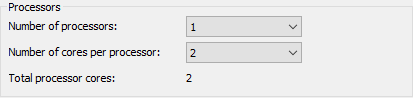 Processors
Number of processors: 1
Number of cores per processor: 2
Total processor cores: 2